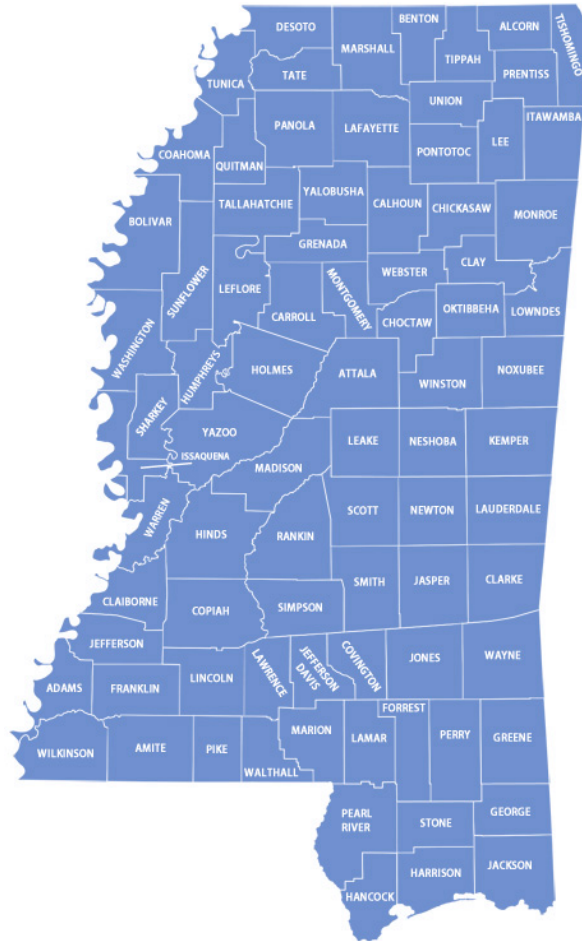 BENTON
DESOTO
ALCORN
TISHOMINGO
MARSHALL
TIPPAH
TATE
PRENTISS
TUNICA
UNION
ITAWAMBA
PANOLA
LAFAYETTE
LEE
COAHOMA
PONTOTOC
QUITMAN
YALOBUSHA
TALLAHATCHIE
CALHOUN
CHICKASAW
BOLIVAR
MONROE
GRENADA
SUNFLOWER
CLAY
WEBSTER
LEFLORE
MONTGOMERY
OKTIBBEHA
LOWNDES
CARROLL
CHOCTAW
WASHINGTON
HUMPHREYS
HOLMES
ATTALA
NOXUBEE
WINSTON
SHARKEY
YAZOO
LEAKE
NESHOBA
KEMPER
ISSAQUENA
MADISON
WARREN
SCOTT
NEWTON
LAUDERDALE
HINDS
RANKIN
SMITH
JASPER
CLARKE
CLAIBORNE
COPIAH
SIMPSON
JEFFERSON
LAWRENCE
JEFFERSON
DAVIS
COVINGTON
JONES
WAYNE
LINCOLN
ADAMS
FRANKLIN
FORREST
MARION
LAMAR
PERRY
GREENE
WILKINSON
AMITE
PIKE
WALTHALL
PEARL
RIVER
STONE
GEORGE
HARRISON
JACKSON
HANCOCK